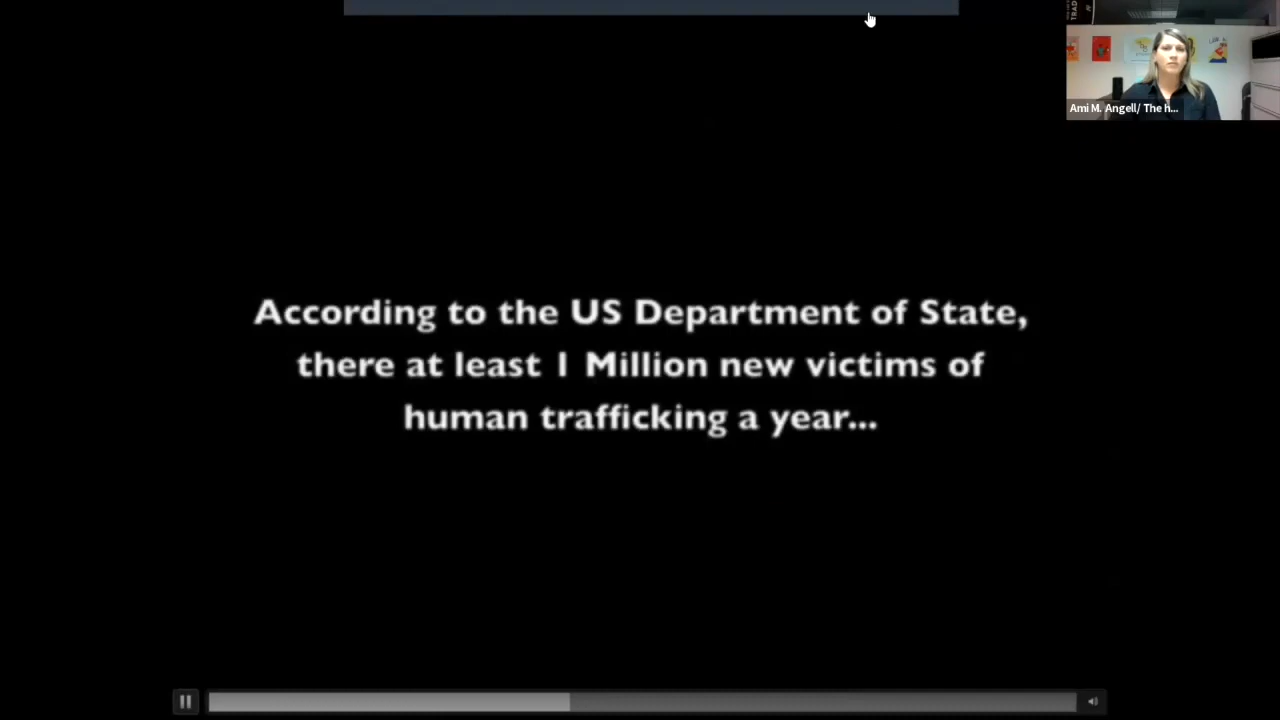 TRAD
Ami M. Angell/ The h...
According to the US Department of State,
there at least 1 Million new victims of
human trafficking a year...